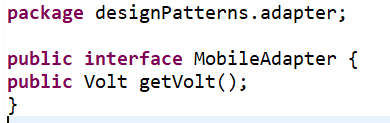 package designPatterns.adapter;
public interface MobileAdapter {
public Volt getVolt();
}